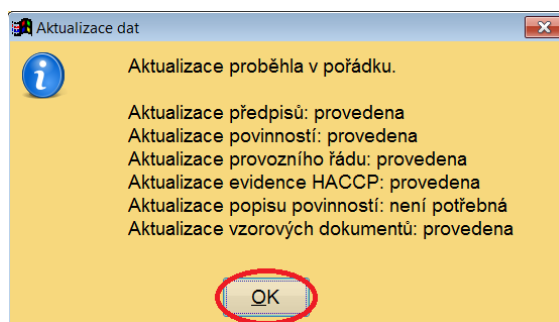 Aktualizace dat
Aktualizace proběhla v pořádku.
Aktualizace předpisů: provedena
Aktualizace povinností: provedena
Aktualizace provozního řádu: provedena
Aktualizace evidence HACCP: provedena
Aktualizace popisu povinností: není potřebná
Aktualizace vzorových dokumentů: provedena
OK